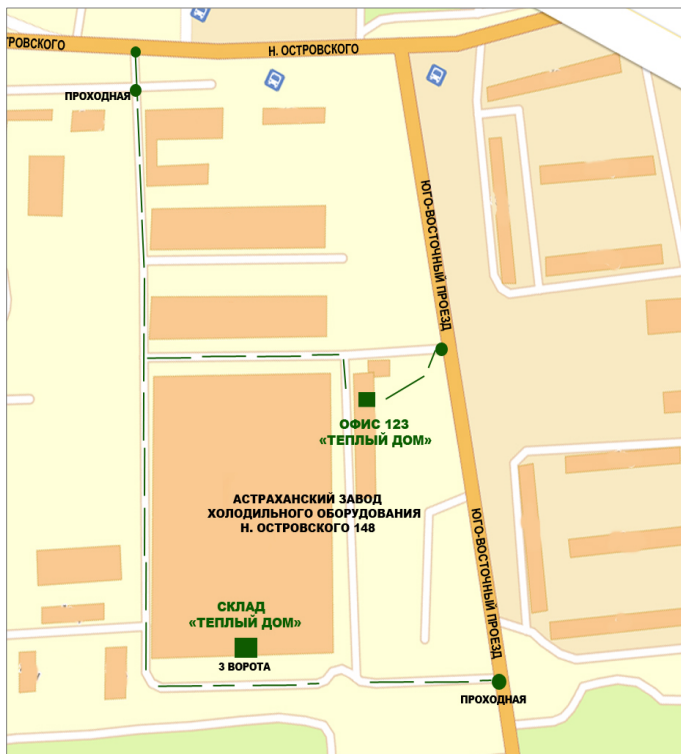 РОВСКОГО
Н. ОСТРОВСКОГО
ПРОХОДНАЯ
ЮГО-ВОСТОЧНЫЙ ПРОЕЗД
ОФИС 123
«ТЕПЛЫЙ ДОМ»
АСТРАХАНСКИЙ ЗАВОД
ХОЛОДИЛЬНОГО ОБОРУДОВАНИЯ
Н. ОСТРОВСКОГО 148
ЮГО-ВОСТОЧНЫЙ ПРОЕЗД
СКЛАД
«ТЕПЛЫЙ ДОМ»
3 ВОРОТА
ПРОХОДНАЯ